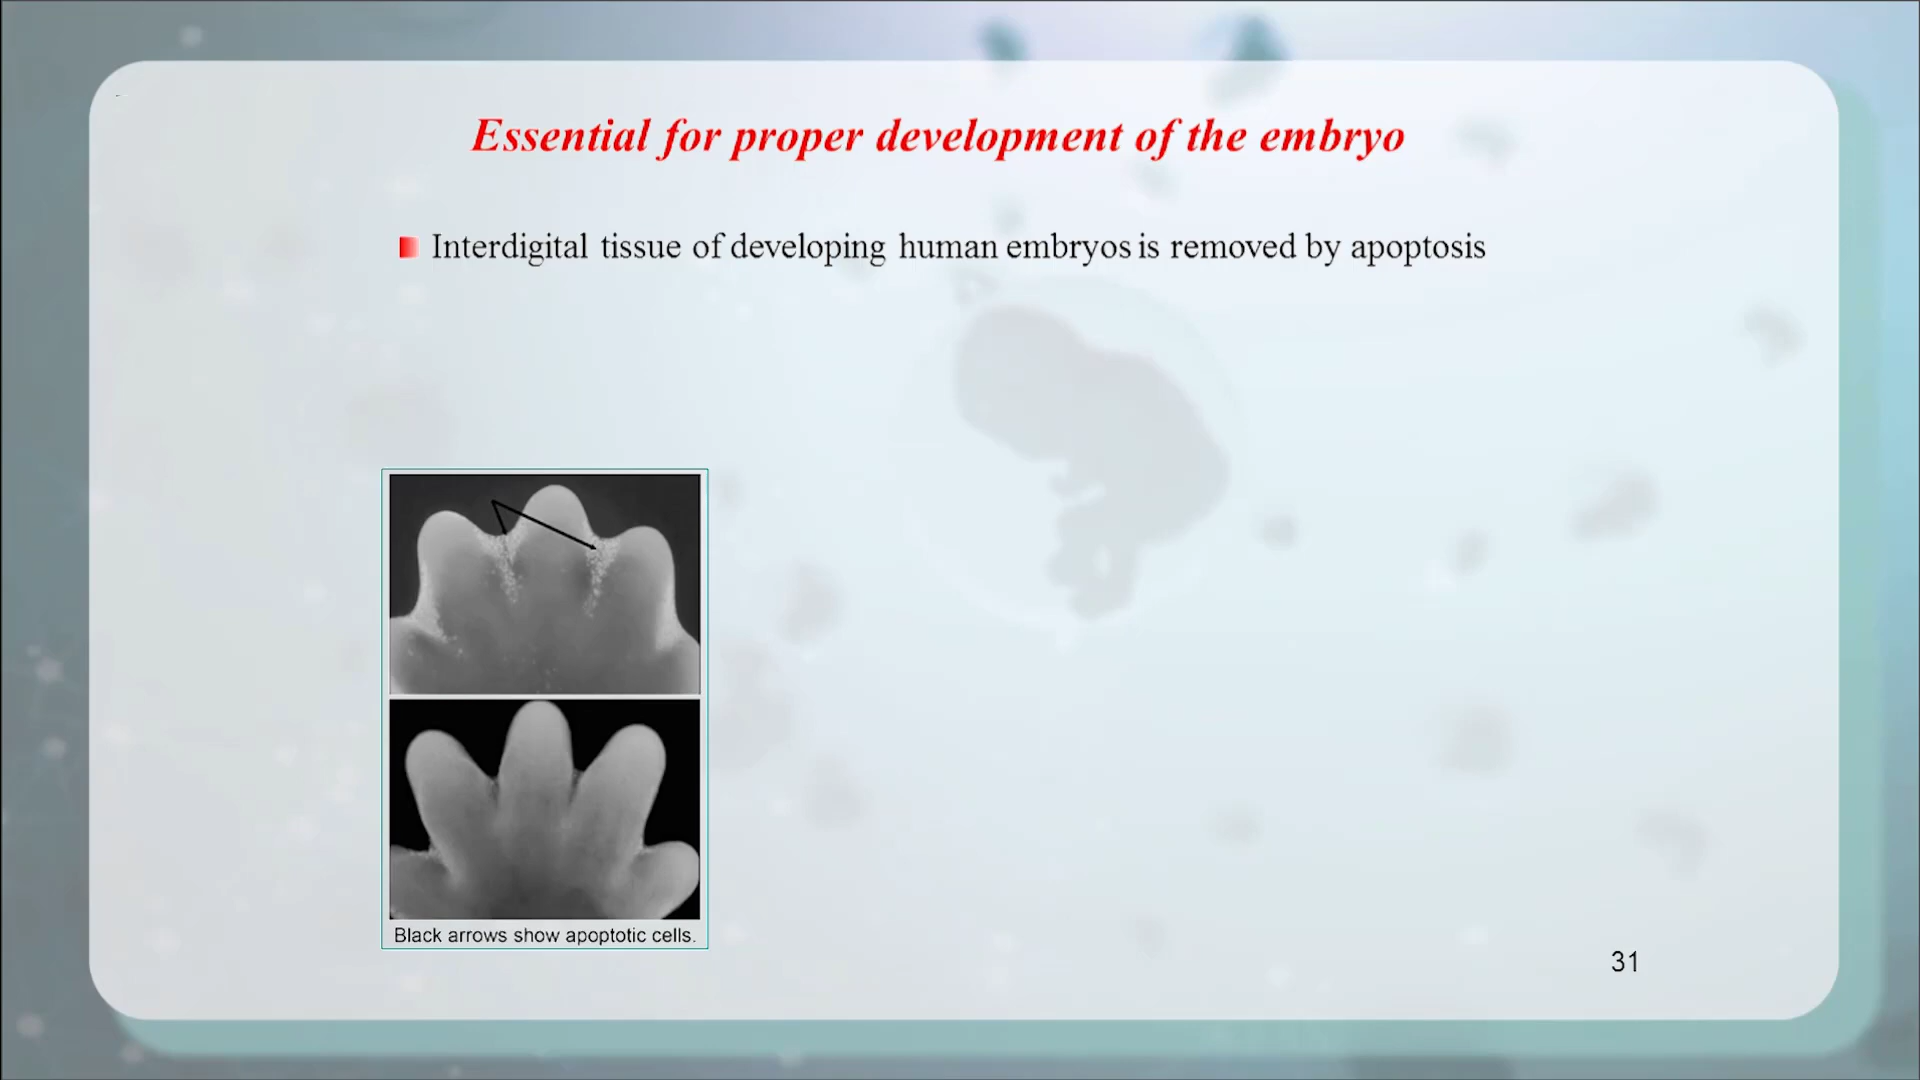 Essential for proper development of the embryo
Interdigital tissue of developing human embryos is removed by apoptosis
Black arrows show apoptotic cells.
31